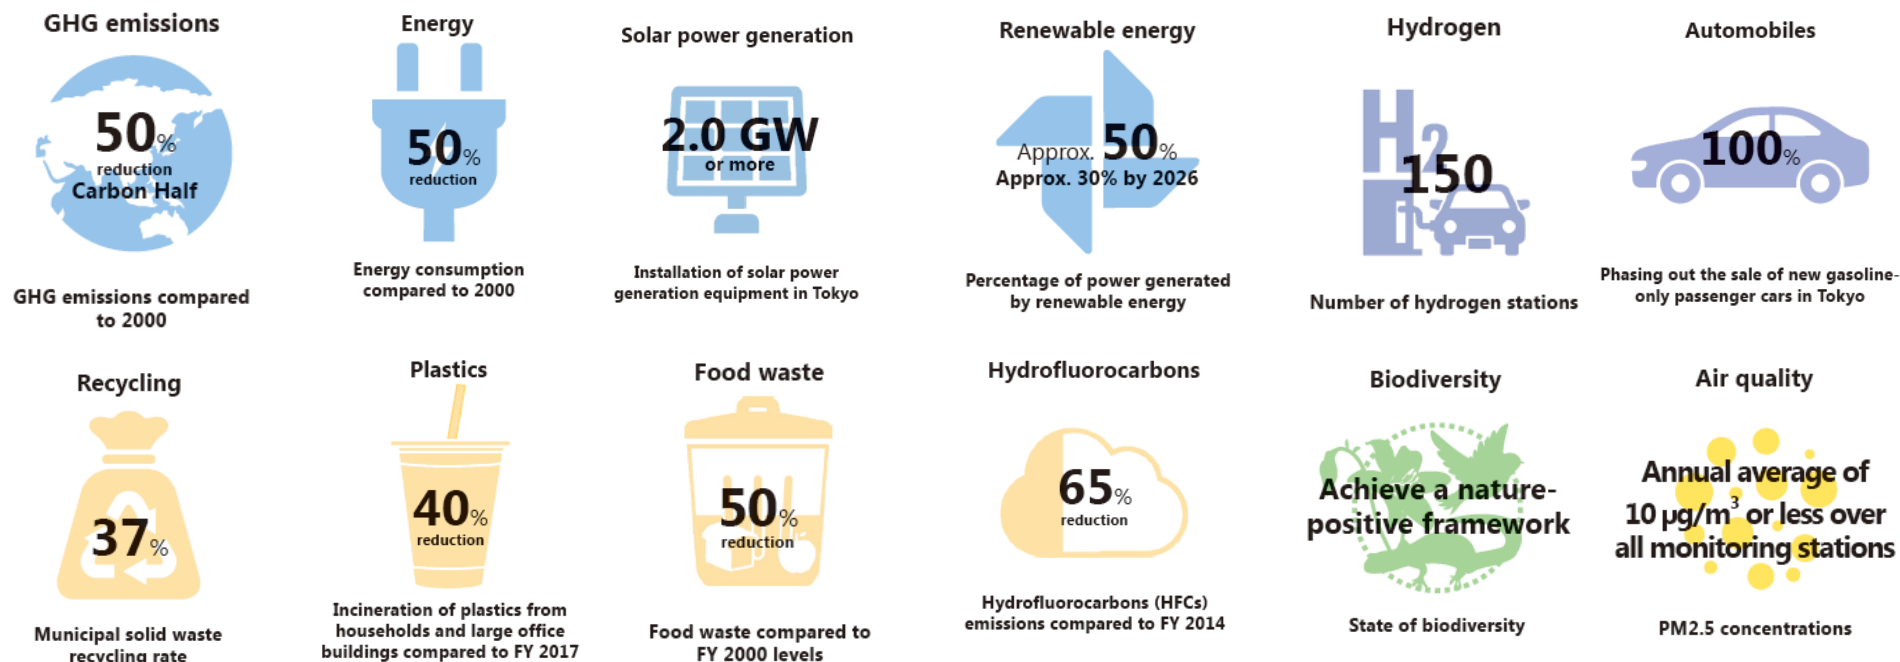 GHG emissions
50%
reduction
Carbon Half
GHG emissions compared
to 2000
Energy
50%
reduction
Energy consumption
compared to 2000
Solar power generation
2.0 GW
or more
Installation of solar power
generation equipment in Tokyo
Renewable energy
Approx. 50%
Approx. 30% by 2026
Percentage of power generated
by renewable energy
Hydrogen
H2
150
Number of hydrogen stations
Automobiles
100%
Phasing out the sale of new gasoline-
only passenger cars in Tokyo
Recycling
37%
Municipal solid waste
recycling rate
Plastics
40%
reduction
Incineration of plastics from
households and large office
buildings compared to FY 2017
Food waste
50%
reduction
Food waste compared to
FY 2000 levels
Hydrofluorocarbons
65%
reduction
Hydrofluorocarbons (HFCs)
emissions compared to FY 2014
Biodiversity
Achieve a nature-
positive framework
State of biodiversity
Air quality
Annual average of
10 µg/m³ or less over
all monitoring stations
PM2.5 concentrations